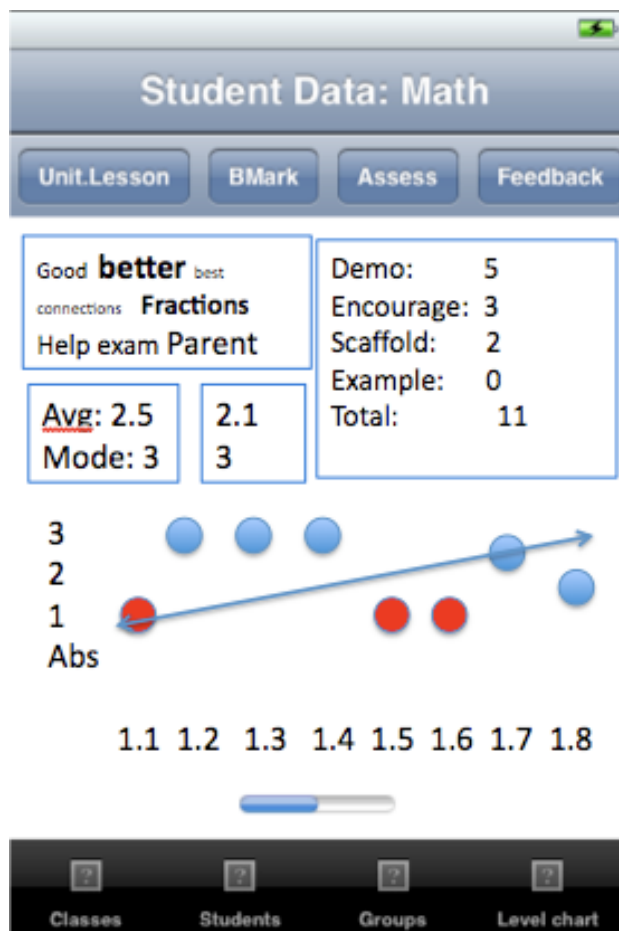 Student Data: Math
Unit.Lesson BMark Assess Feedback
Good better best
connections Fractions
Help exam Parent
Demo: 5
Encourage: 3
Scaffold: 2
Example: 0
Total: 11
Avg: 2.5
Mode: 3
2.1
3
3
2
1
Abs
1.1 1.2 1.3 1.4 1.5 1.6 1.7 1.8
Classes Students Groups Level chart